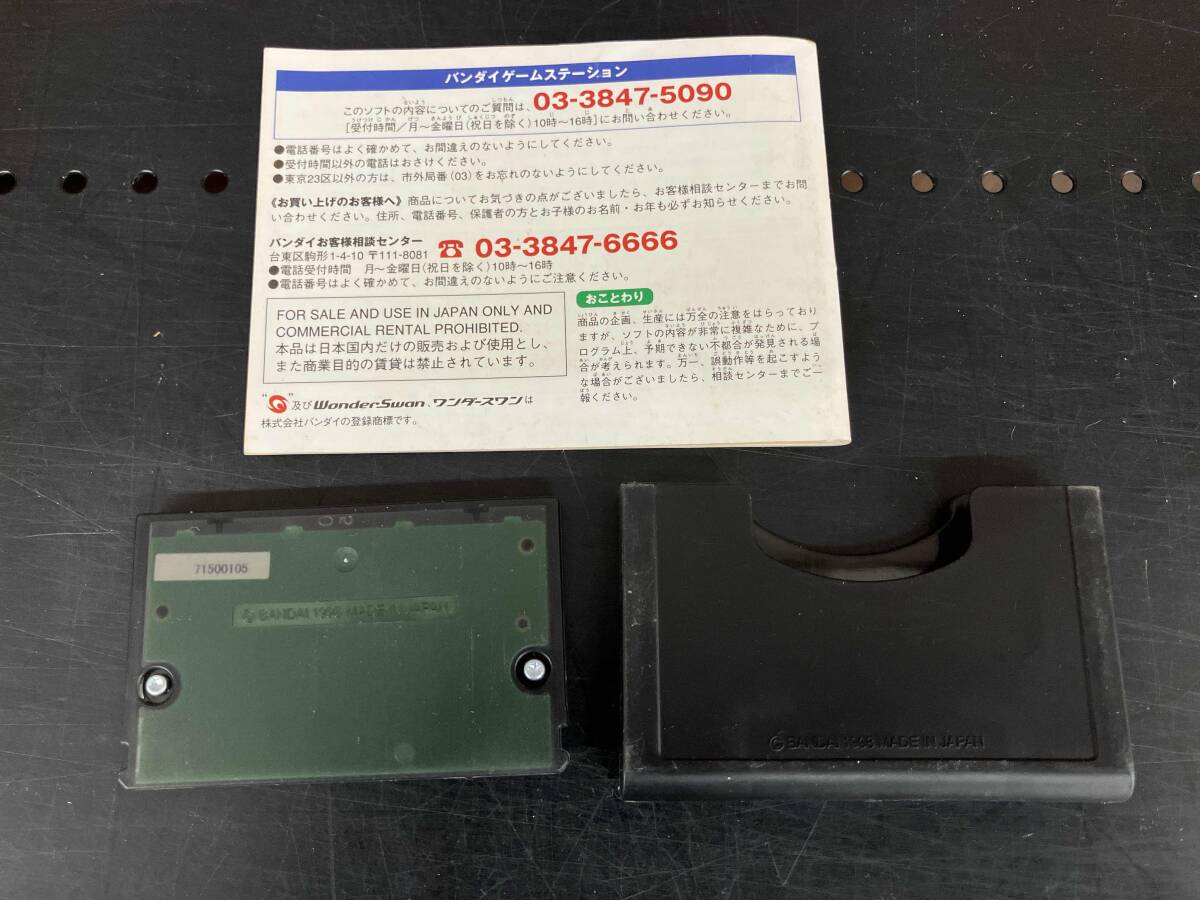 バンダイゲームステーション
このソフトの内容についてのご質問は、03-3847-5090
[受付時間/月〜金曜日(祝日を除く)10時〜16時]にお問い合わせください。
●電話番号はよく確かめて、お間違えのないようにしてください。
●受付時間以外の電話はおさけください。
●東京23区以外の方は、市外局番(03)をお忘れのないようにしてください。
《お買い上げのお客様へ》商品についてお気づきの点がございましたら、お客様相談センターまでお問
い合わせください。住所、電話番号、保護者の方とお子様のお名前・お年も必ずお知らせください。
バンダイお客様相談センター
台東区駒形1-4-10 〒111-8081 ☎ 03-3847-6666
●電話受付時間 月〜金曜日(祝日を除く)10時〜16時
●電話番号はよく確かめて、お間違えのないようにご注意ください。
FOR SALE AND USE IN JAPAN ONLY AND
COMMERCIAL RENTAL PROHIBITED.
本品は日本国内だけの販売および使用とし、
また商業目的の賃貸は禁止されています。
" "及びWonderSwan、ワンダースワンは
株式会社バンダイの登録商標です。
おことわり
商品の企画、生産には万全の注意をはらっており
ますが、ソフトの内容が非常に複雑なために、プ
ログラム上、予期できない不都合が発見される場
合が考えられます。万一、誤動作等を起こすよう
な場合がございましたら、相談センターまでご一
報ください。
71500105
©BANDAI 1998 MADE IN JAPAN
©BANDAI 1998 MADE IN JAPAN